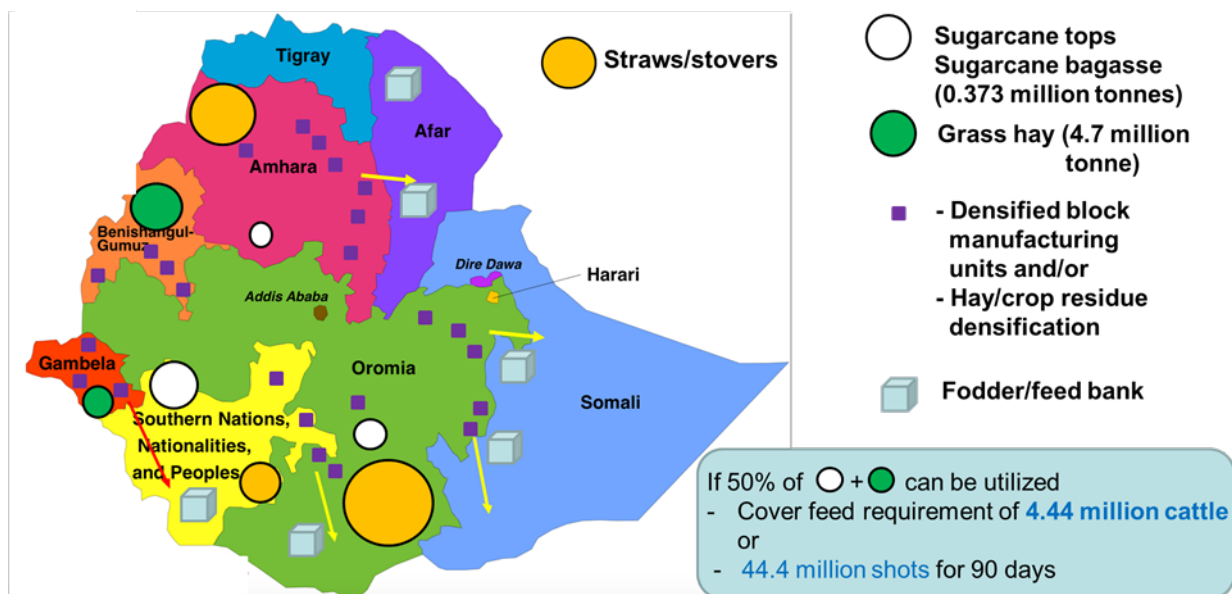 Tigray
Afar
Amhara
Benishangul-
Gumuz
Dire Dawa
Harari
Addis Ababa
Gambela
Oromia
Somali
Southern Nations,
Nationalities,
and Peoples
Straws/stovers
Sugarcane tops
Sugarcane bagasse
(0.373 million tonnes)
Grass hay (4.7 million
tonne)
- Densified block
manufacturing
units and/or
- Hay/crop residue
densification
Fodder/feed bank
If 50% of + can be utilized
- Cover feed requirement of 4.44 million cattle
or
- 44.4 million shots for 90 days